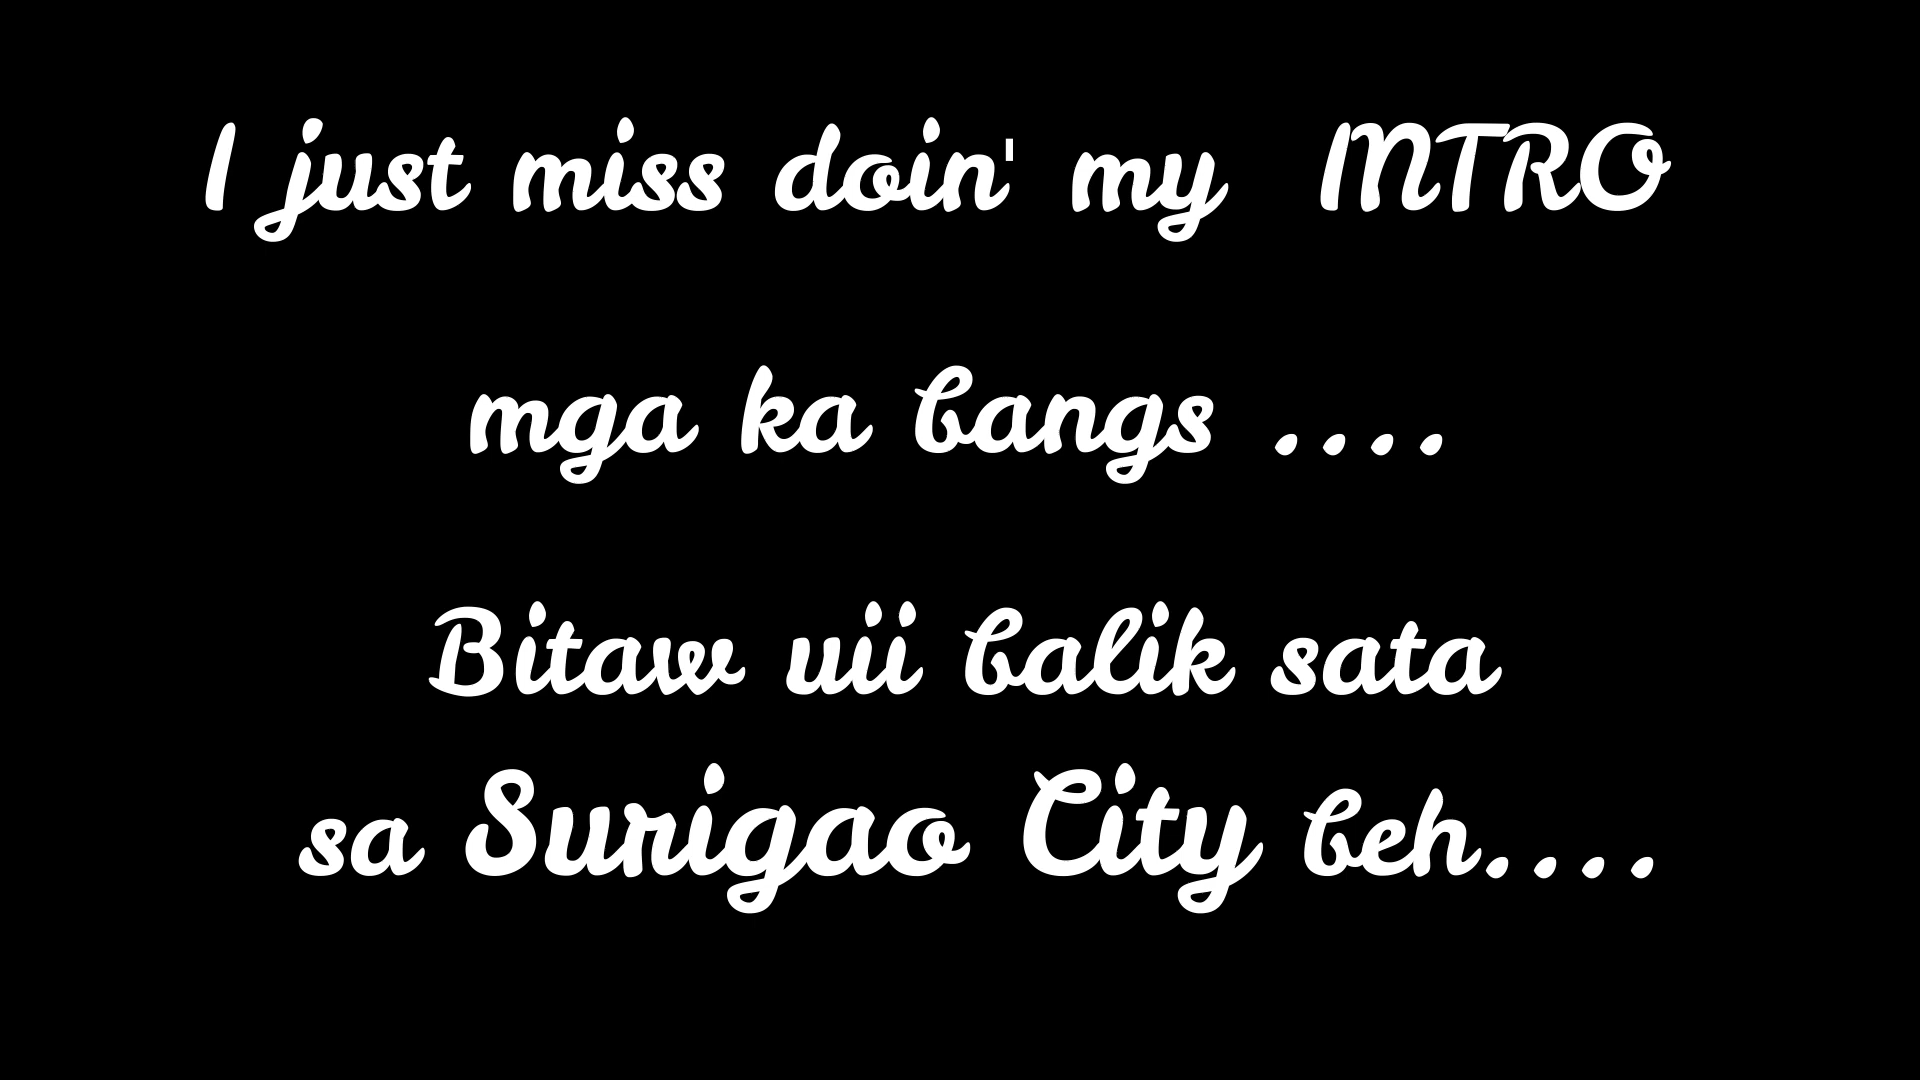 I just miss doin' my INTRO
mga ka bangs ....
Bitaw uii balik sata
sa Surigao City beh....